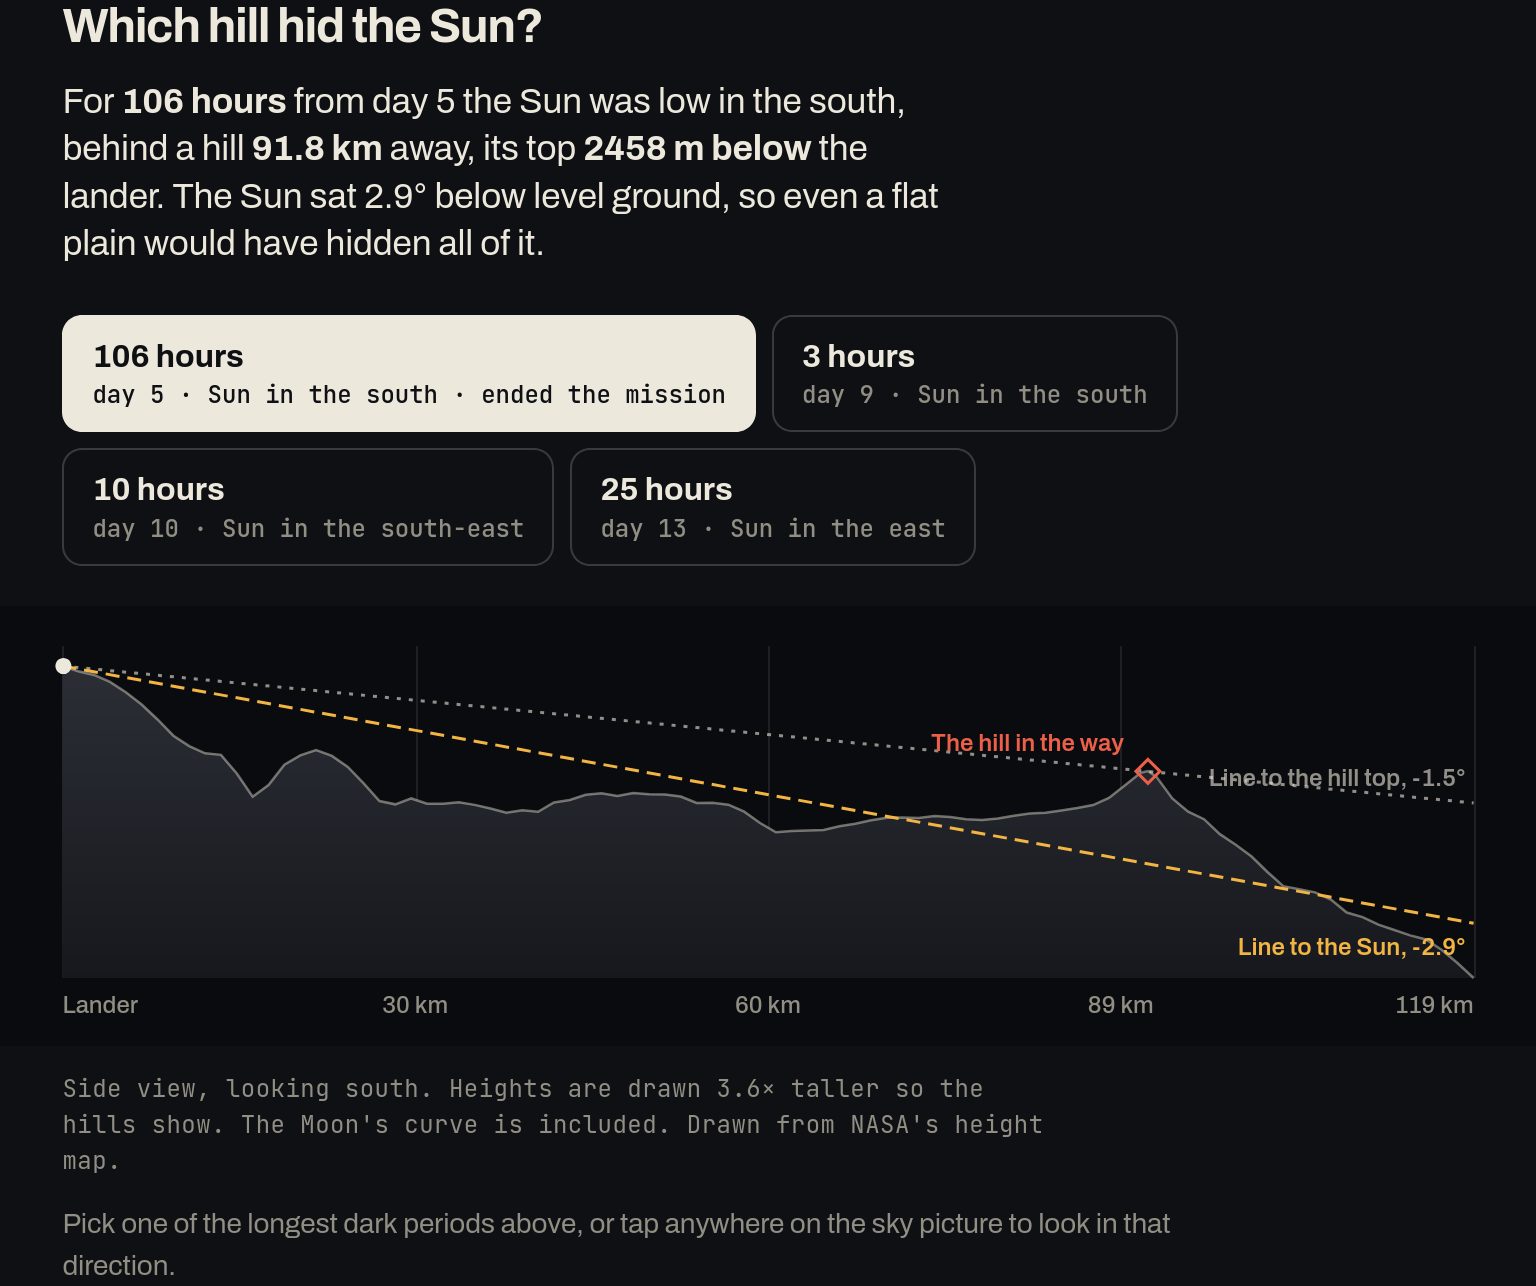 Which hill hid the Sun?
For 106 hours from day 5 the Sun was low in the south,
behind a hill 91.8 km away, its top 2458 m below the
lander. The Sun sat 2.9° below level ground, so even a flat
plain would have hidden all of it.
106 hours
day 5 · Sun in the south · ended the mission
3 hours
day 9 · Sun in the south
10 hours
day 10 · Sun in the south-east
25 hours
day 13 · Sun in the east
The hill in the way
Line to the hill top, -1.5°
Line to the Sun, -2.9°
Lander
30 km
60 km
89 km
119 km
Side view, looking south. Heights are drawn 3.6× taller so the
hills show. The Moon's curve is included. Drawn from NASA's height
map.
Pick one of the longest dark periods above, or tap anywhere on the sky picture to look in that
direction.